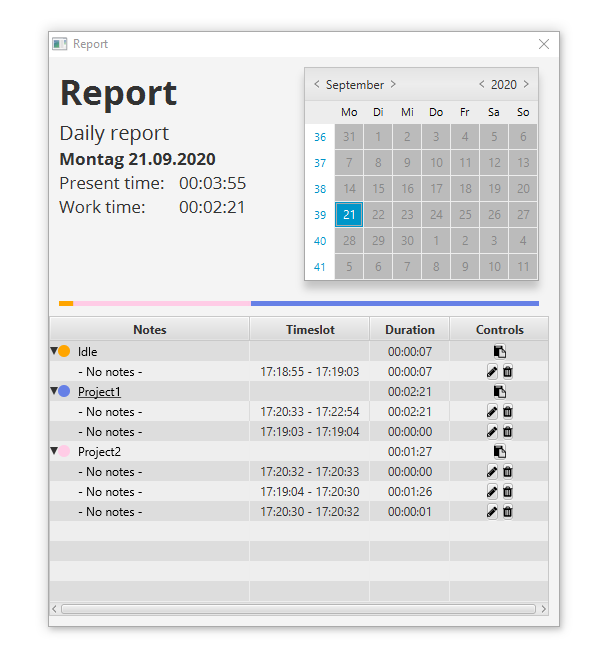 Report
Report
Daily report
Montag 21.09.2020
Present time: 00:03:55
Work time: 00:02:21
< September > < 2020 >
Mo Di Mi Do Fr Sa So
36 31 1 2 3 4 5 6
37 7 8 9 10 11 12 13
38 14 15 16 17 18 19 20
39 21 22 23 24 25 26 27
40 28 29 30 1 2 3 4
41 5 6 7 8 9 10 11
Notes Timeslot Duration Controls
Idle 00:00:07
- No notes - 17:18:55 - 17:19:03 00:00:07
Project1 00:02:21
- No notes - 17:20:33 - 17:22:54 00:02:21
- No notes - 17:19:03 - 17:19:04 00:00:00
Project2 00:01:27
- No notes - 17:20:32 - 17:20:33 00:00:00
- No notes - 17:19:04 - 17:20:30 00:01:26
- No notes - 17:20:30 - 17:20:32 00:00:01